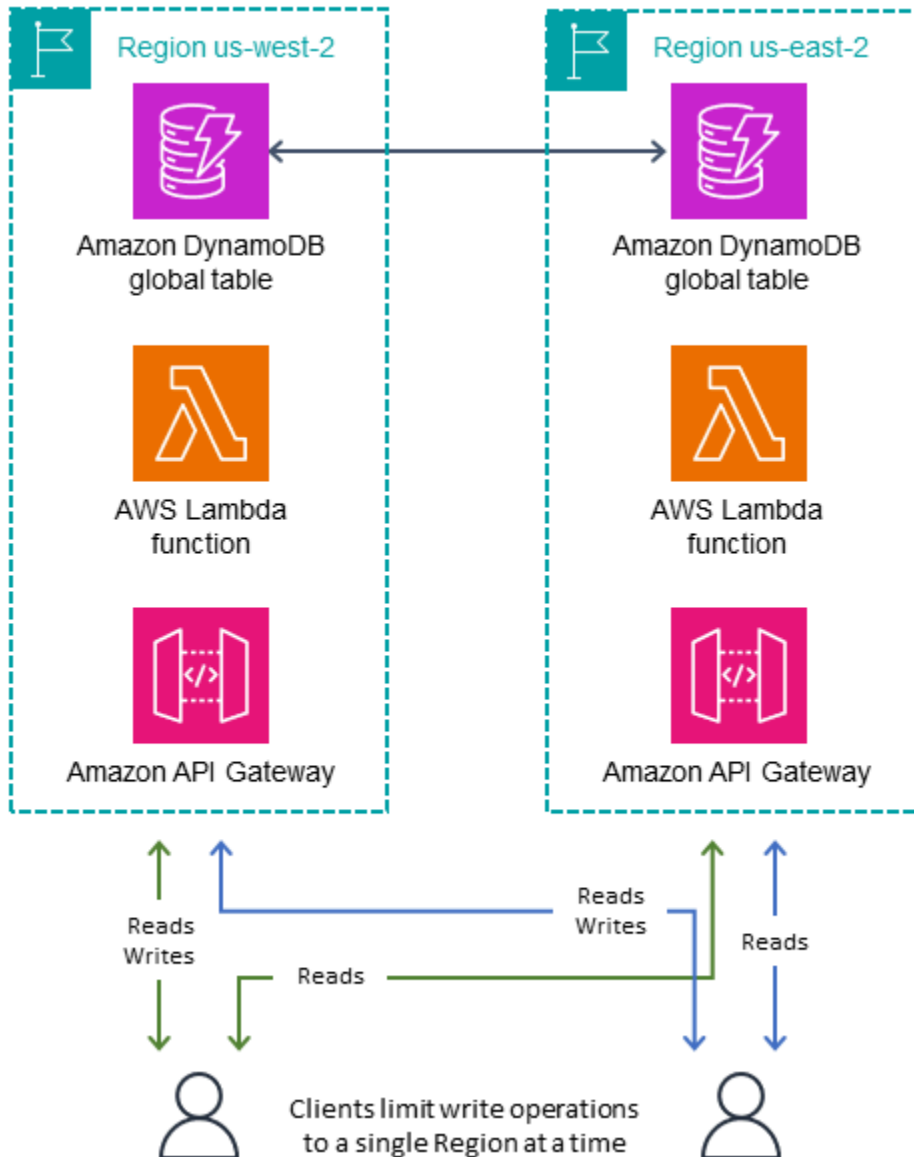 Region us-west-2
Region us-east-2
Amazon DynamoDB
global table
Amazon DynamoDB
global table
AWS Lambda
function
AWS Lambda
function
</>
Amazon API Gateway
</>
Amazon API Gateway
Reads
Writes
Reads
Writes
Reads
Reads
Clients limit write operations
to a single Region at a time